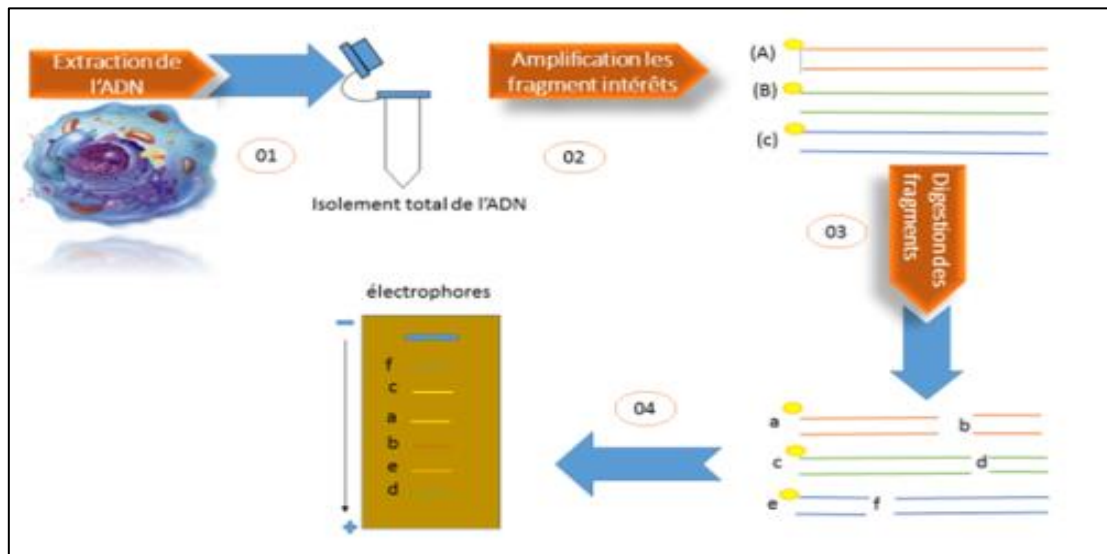 Extraction de
l'ADN
01
Isolement total de l'ADN
Amplification les
fragment intérêts
02
(A)
(B)
(c)
03
Digestion des
fragments
a
b
c
d
e
f
04
électrophores
−
f
c
a
b
e
d
+